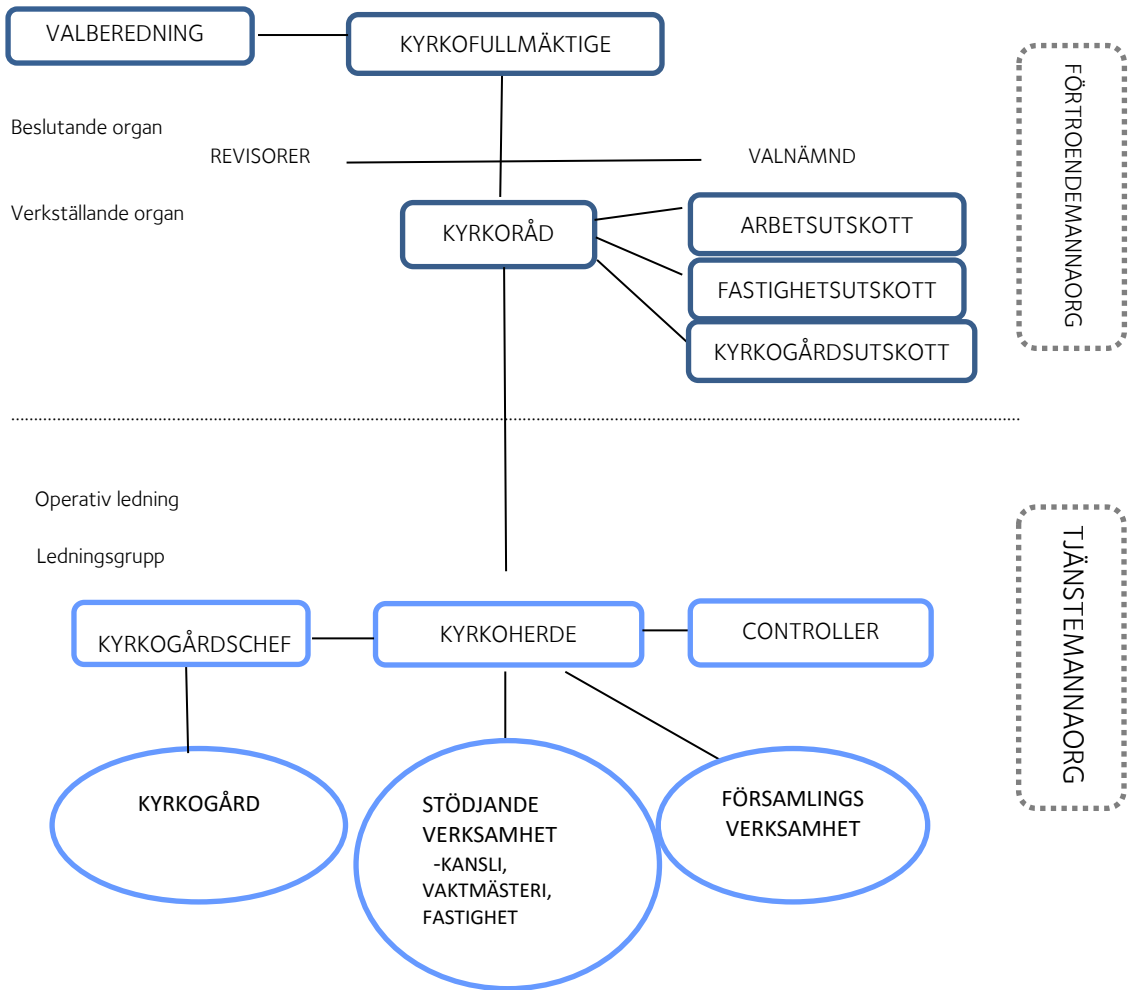 VALBEREDNING
KYRKOFULLMÄKTIGE
FÖRTROENDEMANNAORG
Beslutande organ
REVISORER
VALNÄMND
Verkställande organ
KYRKORÅD
ARBETSUTSKOTT
FASTIGHETSUTSKOTT
KYRKOGÅRDSUTSKOTT
Operativ ledning
Ledningsgrupp
TJÄNSTEMANNAORG
KYRKOGÅRDSCHEF
KYRKOHERDE
CONTROLLER
KYRKOGÅRD
STÖDJANDE
VERKSAMHET
-KANSLI,
VAKTMÄSTERI,
FASTIGHET
FÖRSAMLINGS
VERKSAMHET